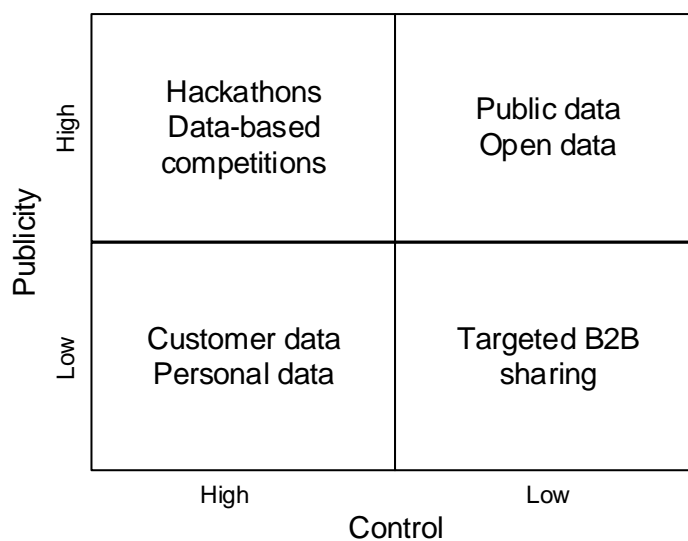 Publicity
High
Hackathons
Data-based
competitions
Public data
Open data
Low
Customer data
Personal data
Targeted B2B
sharing
High
Low
Control